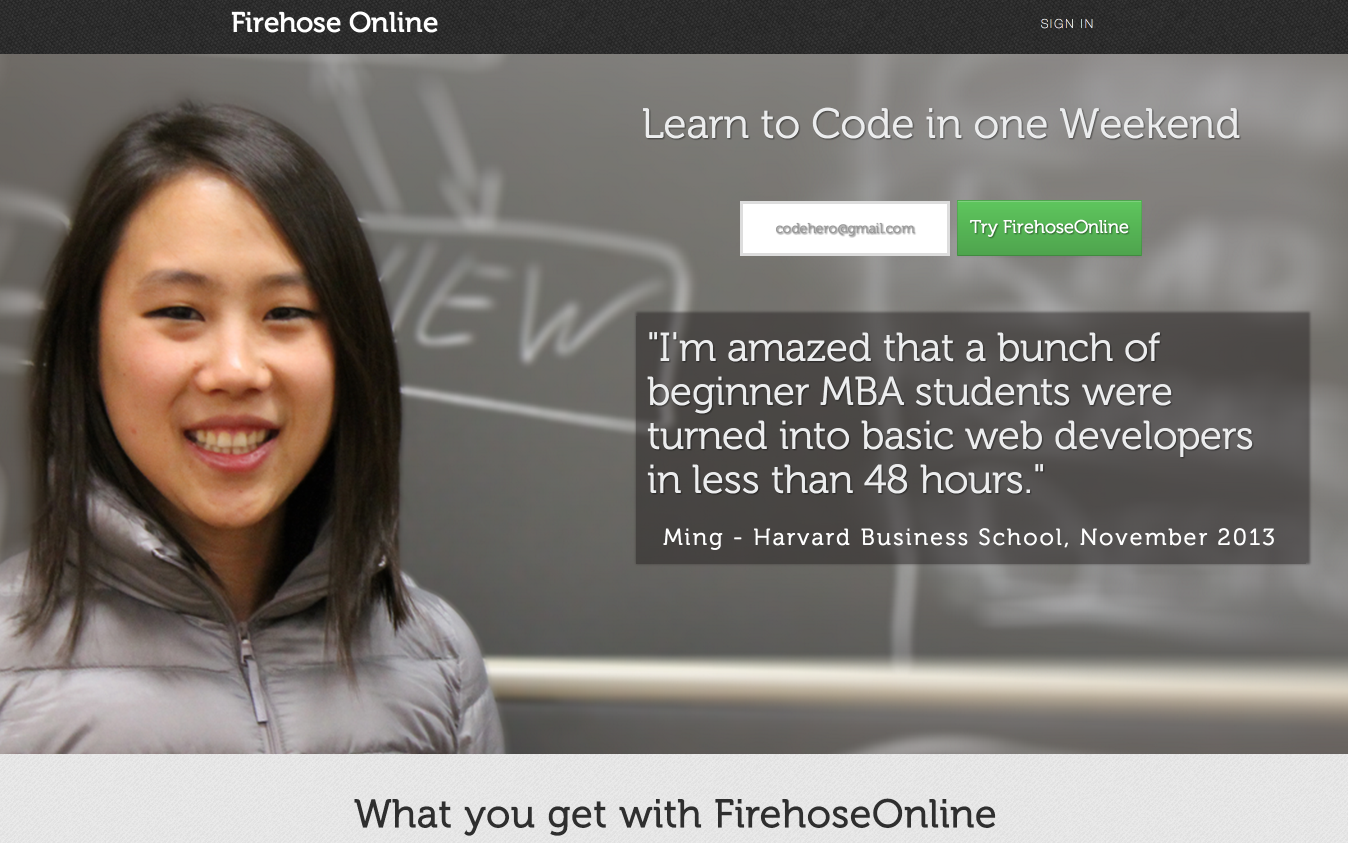 Firehose Online
SIGN IN
Learn to Code in one Weekend
codehero@gmail.com
Try FirehoseOnline
"I'm amazed that a bunch of
beginner MBA students were
turned into basic web developers
in less than 48 hours."
Ming - Harvard Business School, November 2013
What you get with FirehoseOnline